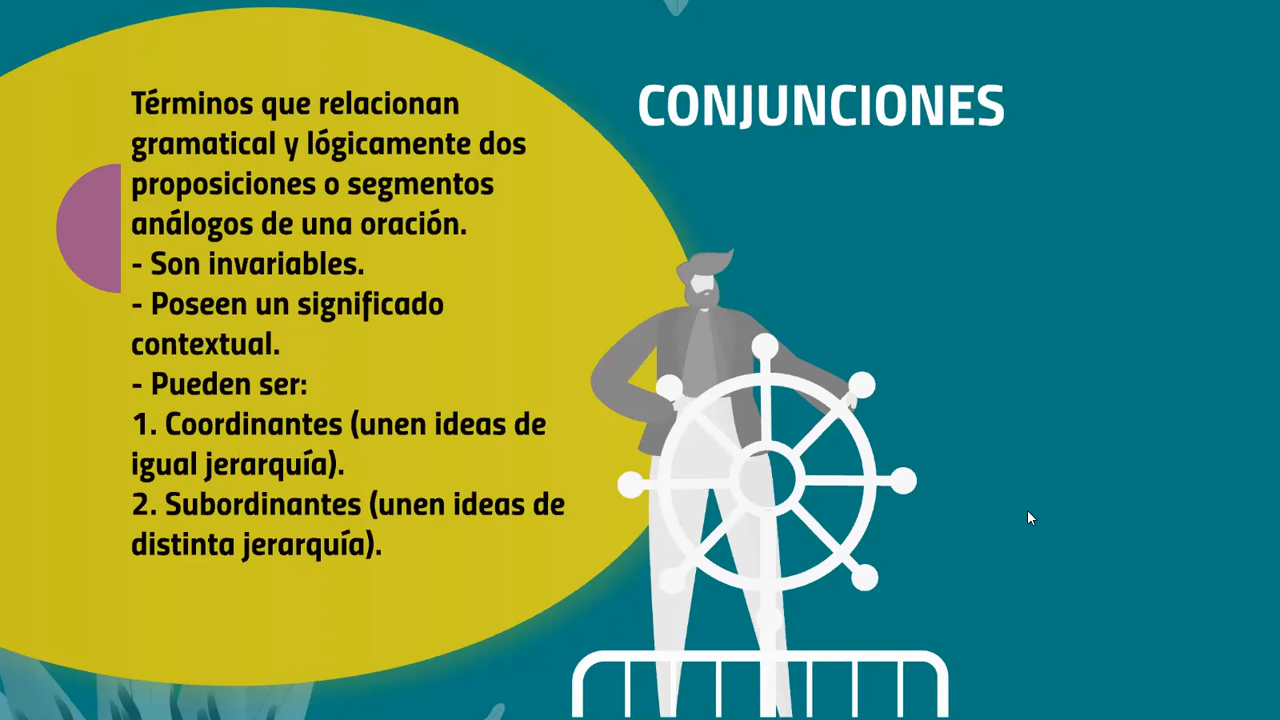 CONJUNCIONES
Términos que relacionan
gramatical y lógicamente dos
proposiciones o segmentos
análogos de una oración.
- Son invariables.
- Poseen un significado
contextual.
- Pueden ser:
1. Coordinantes (unen ideas de
igual jerarquía).
2. Subordinantes (unen ideas de
distinta jerarquía).